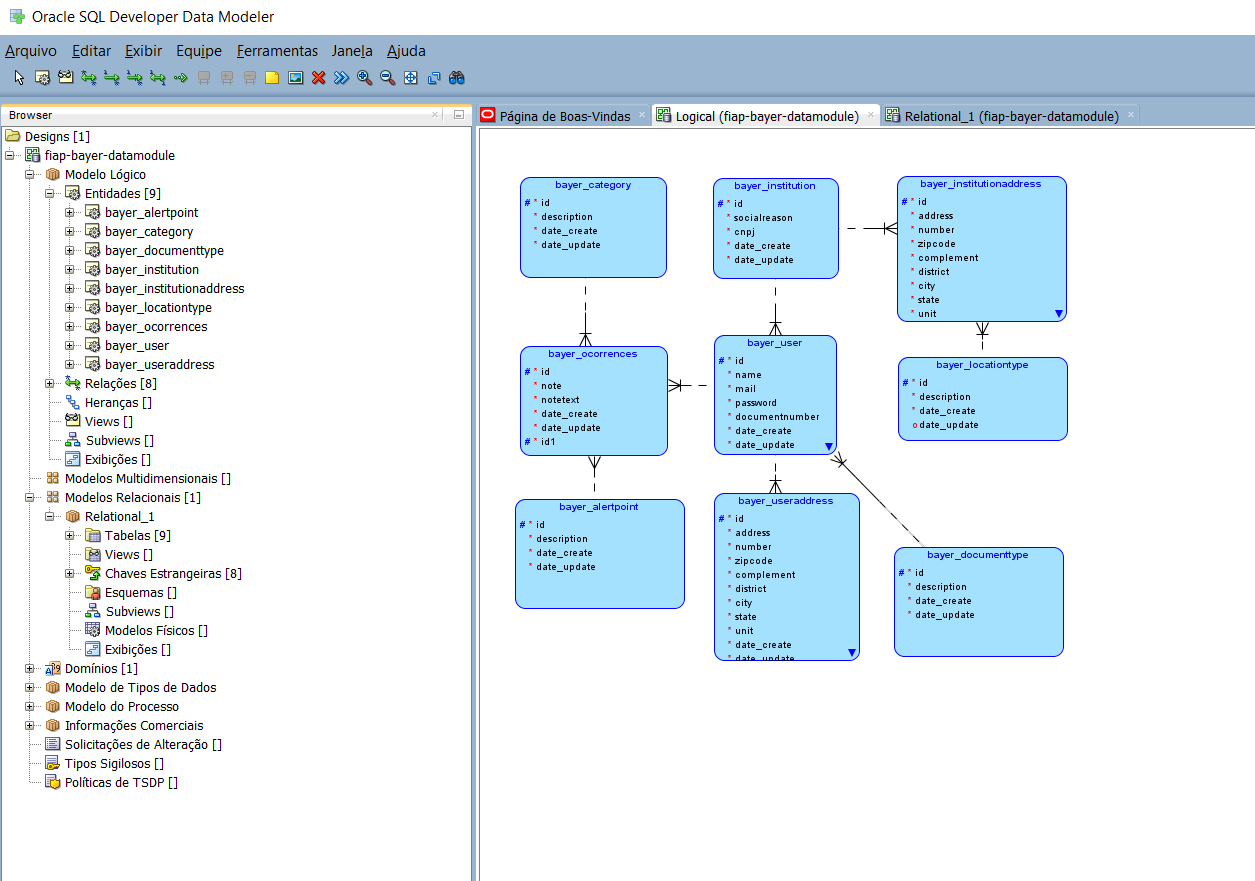 Oracle SQL Developer Data Modeler
Arquivo Editar Exibir Equipe Ferramentas Janela Ajuda
Browser
Designs [1]
fiap-bayer-datamodule
Modelo Lógico
Entidades [9]
bayer_alertpoint
bayer_category
bayer_documenttype
bayer_institution
bayer_institutionaddress
bayer_locationtype
bayer_ocorrences
bayer_user
bayer_useraddress
Relações [8]
Heranças []
Views []
Subviews []
Exibições []
Modelos Multidimensionais []
Modelos Relacionais [1]
Relational_1
Tabelas [9]
Views []
Chaves Estrangeiras [8]
Esquemas []
Subviews []
Modelos Físicos []
Exibições []
Domínios [1]
Modelo de Tipos de Dados
Modelo do Processo
Informações Comerciais
Solicitações de Alteração []
Tipos Sigilosos []
Políticas de TSDP []
Página de Boas-Vindas
Logical (fiap-bayer-datamodule)
Relational_1 (fiap-bayer-datamodule)
bayer_category
# * id
* description
* date_create
* date_update
bayer_institution
# * id
* socialreason
* cnpj
* date_create
* date_update
bayer_institutionaddress
# * id
* address
* number
* zipcode
* complement
* district
* city
* state
* unit
bayer_ocorrences
# * id
* note
* notetext
* date_create
* date_update
# * id1
bayer_user
# * id
* name
* mail
* password
* documentnumber
* date_create
* date_update
bayer_locationtype
# * id
* description
* date_create
o date_update
bayer_alertpoint
# * id
* description
* date_create
* date_update
bayer_useraddress
# * id
* address
* number
* zipcode
* complement
* district
* city
* state
* unit
* date_create
* date_update
bayer_documenttype
# * id
* description
* date_create
* date_update